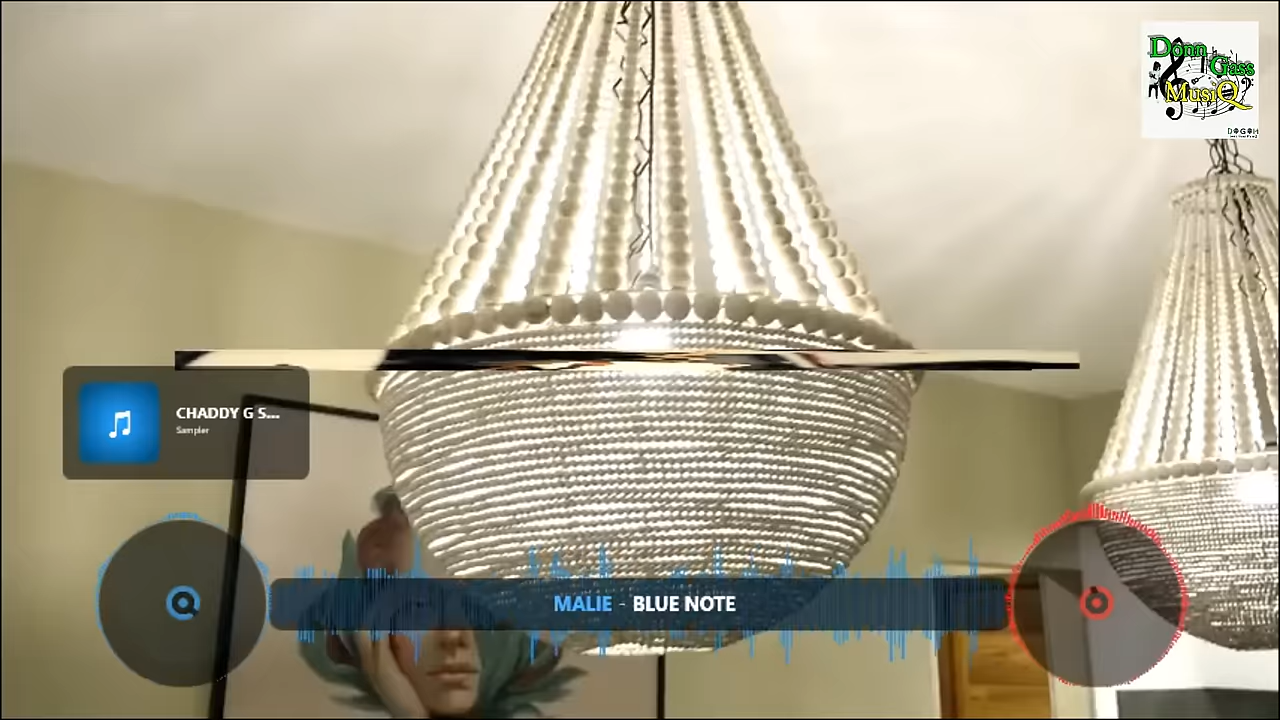 Donn
Gass
MusiQ
CHADDY G S...
Sampler
MALIE - BLUE NOTE